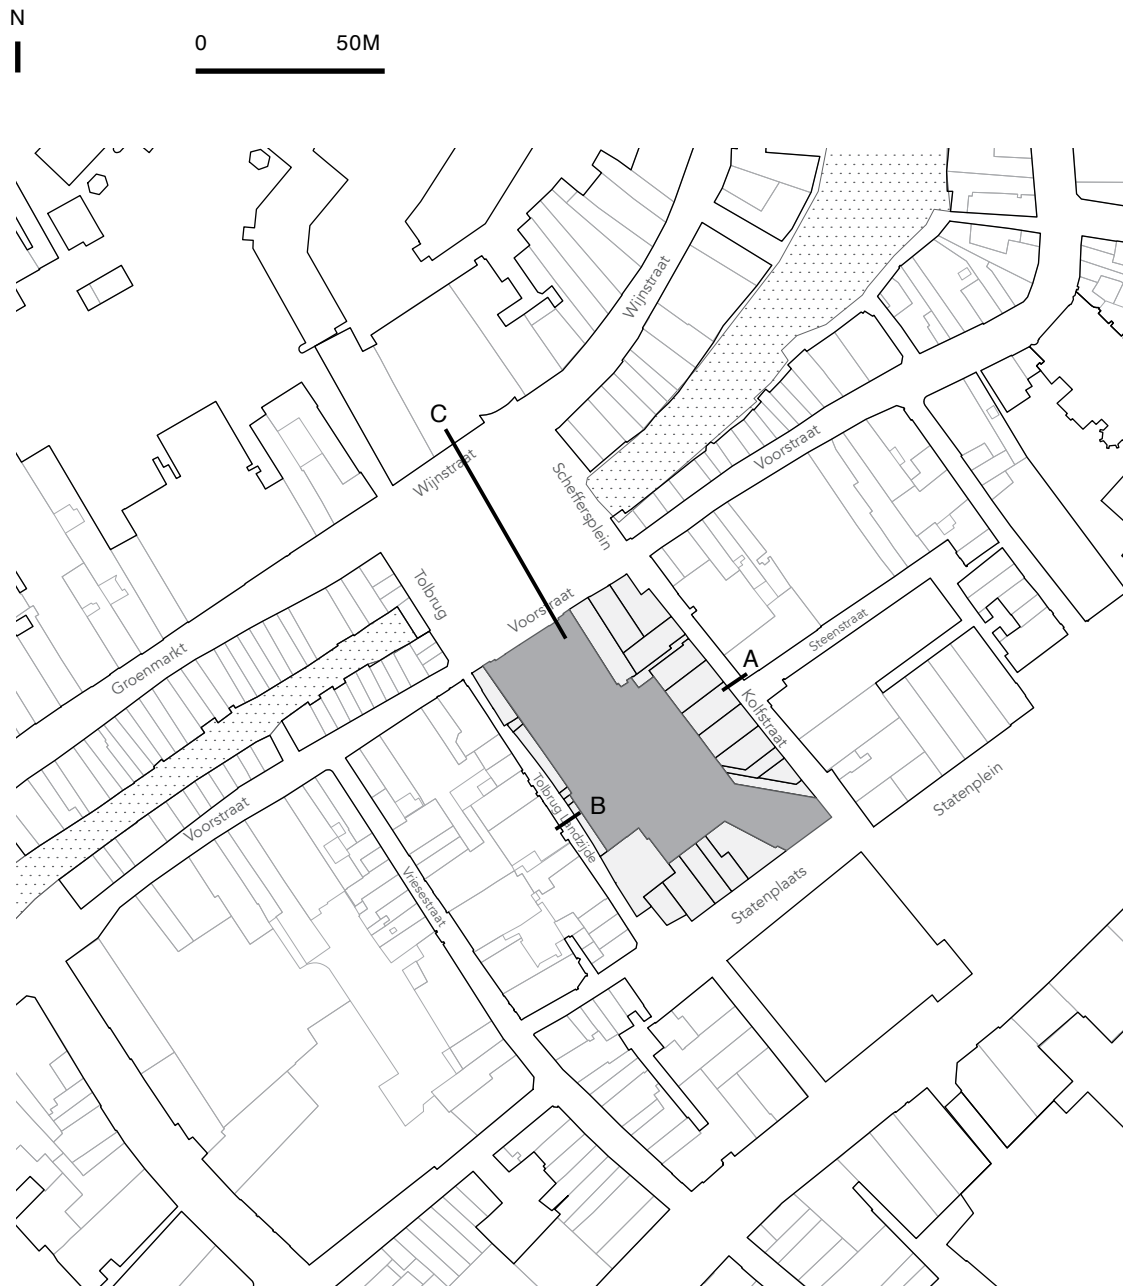 N
0 50M
Wijnstraat
C
Wijnstraat
Voorstraat
Scheffersplein
Tolbrug
Voorstraat
Steenstraat
Groenmarkt
A
Kolfstraat
Statenplein
Tolbrug Landzijde
B
Voorstraat
Vriesestraat
Statenplaats